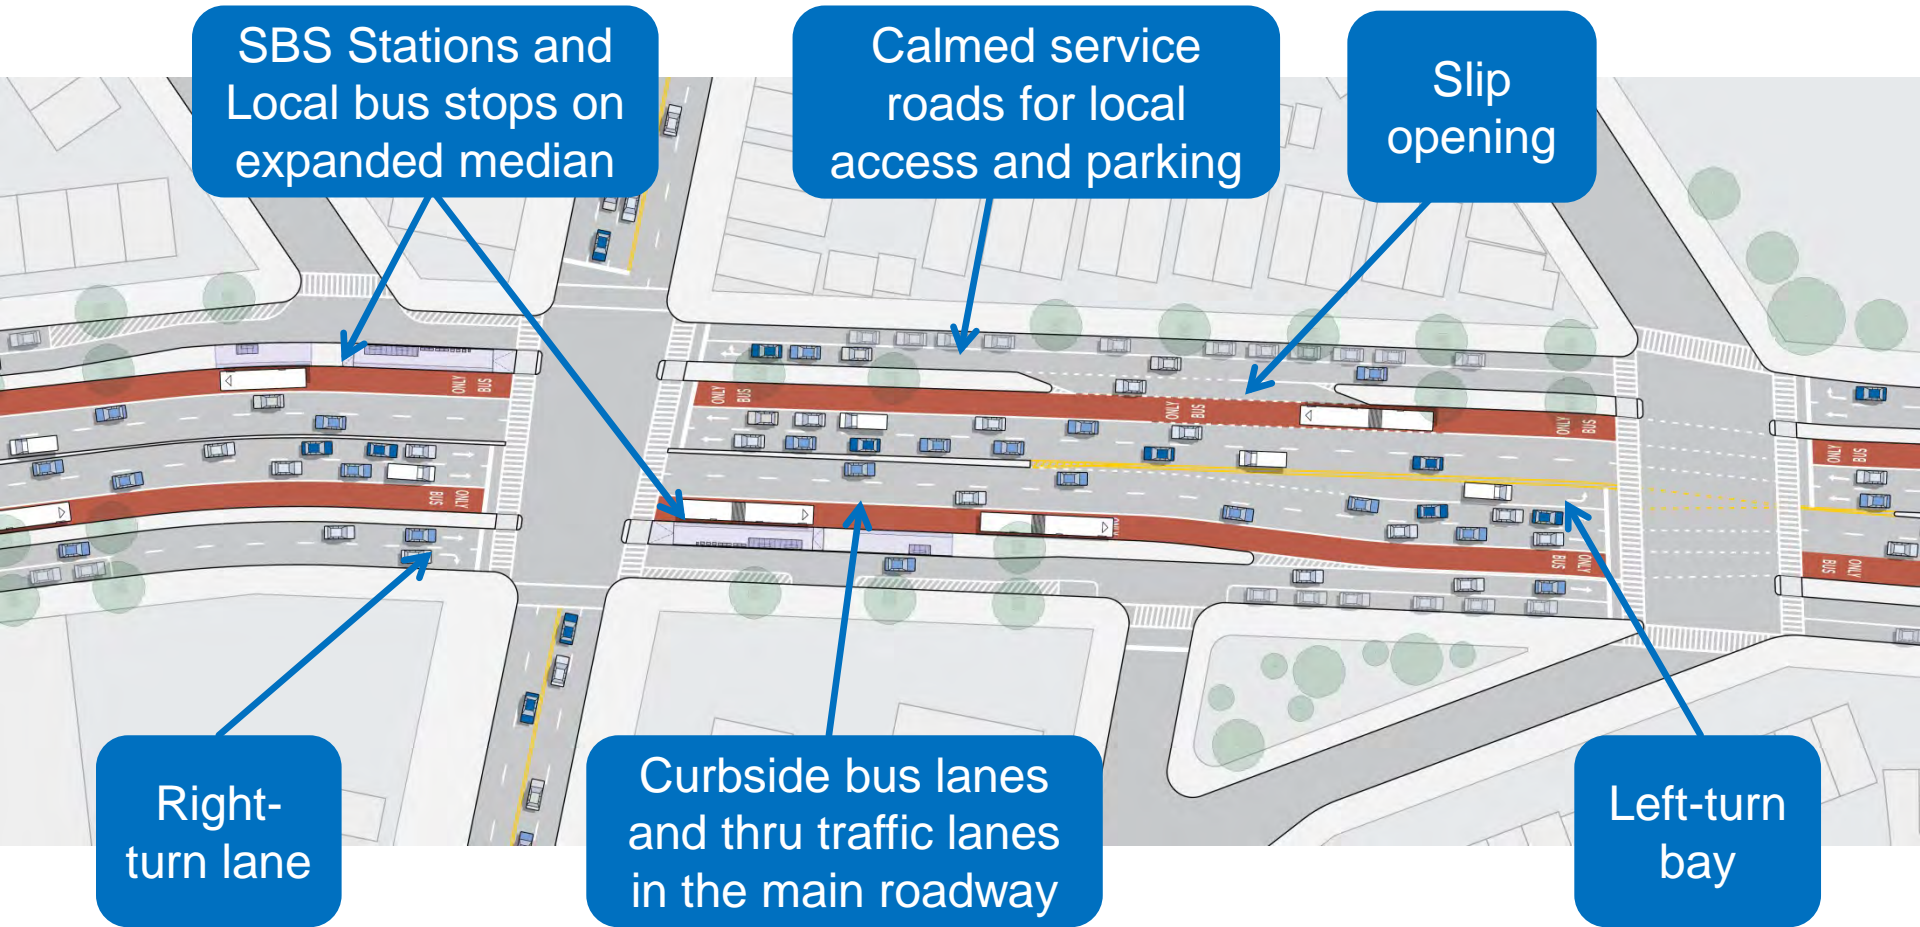 SBS Stations and
Local bus stops on
expanded median
Calmed service
roads for local
access and parking
Slip
opening
ONLY
BUS
ONLY
BUS
ONLY
BUS
ONLY
BUS
ONLY
BUS
BUS
ONLY
BUS
ONLY
BUS
ONLY
Right-
turn lane
Curbside bus lanes
and thru traffic lanes
in the main roadway
Left-turn
bay